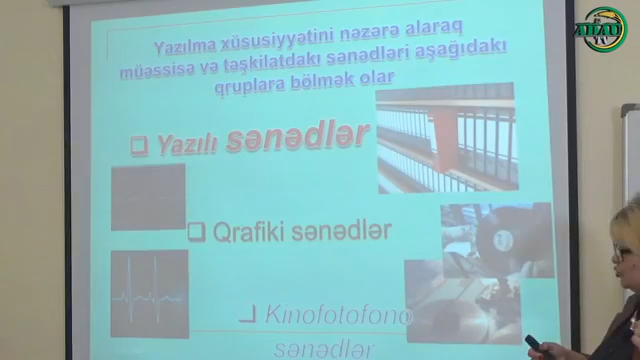 Yazılma xüsusiyyətini nəzərə alaraq
müəssisə və təşkilatdakı sənədləri aşağıdakı
qruplara bölmək olar
Yazılı sənədlər
Qrafiki sənədlər
Kinofotofono
sənədlər
ADAU
TV